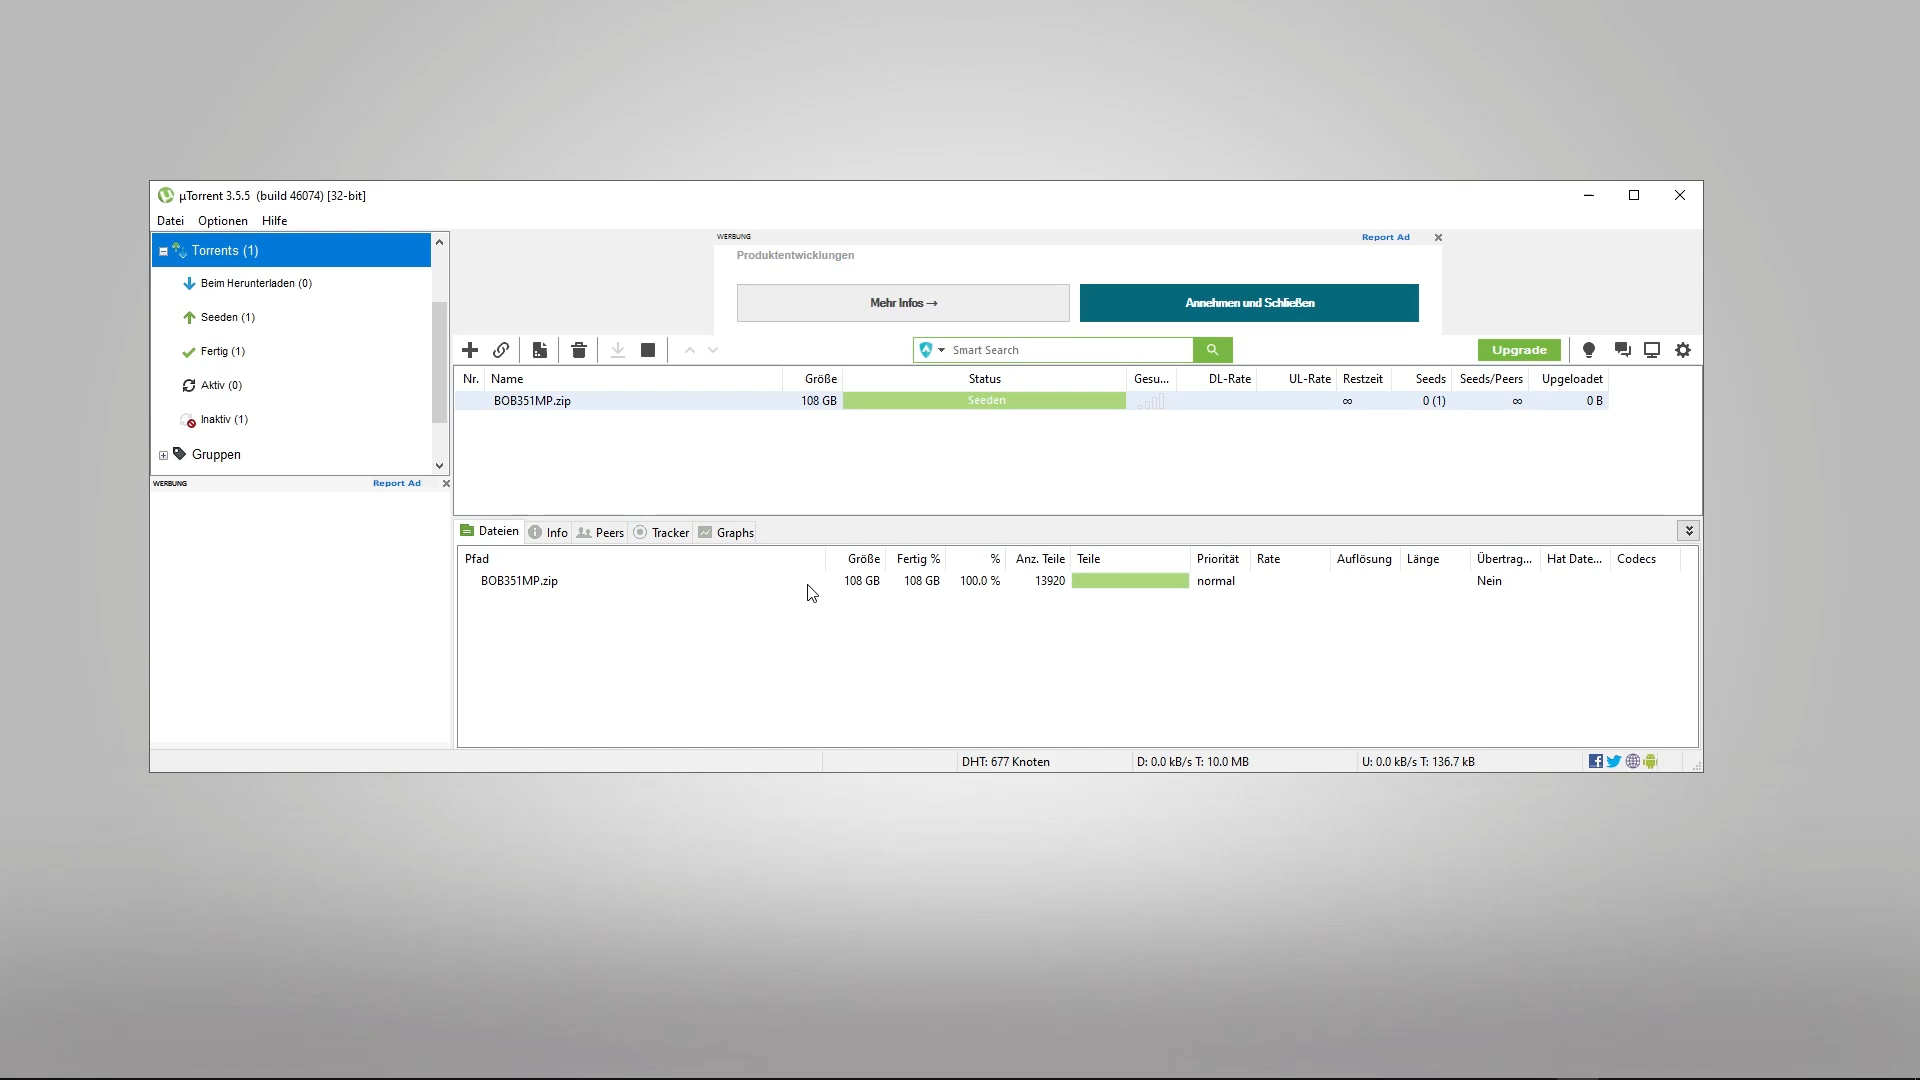 µTorrent 3.5.5 (build 46074) [32-bit]
Datei Optionen Hilfe
Torrents (1)
Beim Herunterladen (0)
Seeden (1)
Fertig (1)
Aktiv (0)
Inaktiv (1)
Gruppen
WERBUNG Report Ad
WERBUNG Report Ad
Produktentwicklungen
Mehr Infos → Annehmen und Schließen
Smart Search Upgrade
Nr. Name Größe Status Gesu... DL-Rate UL-Rate Restzeit Seeds Seeds/Peers Upgeloadet
BOB351MP.zip 108 GB Seeden ∞ 0 (1) ∞ 0 B
Dateien Info Peers Tracker Graphs
Pfad Größe Fertig % % Anz. Teile Teile Priorität Rate Auflösung Länge Übertrag... Hat Date... Codecs
BOB351MP.zip 108 GB 108 GB 100.0 % 13920 normal Nein
DHT: 677 Knoten D: 0.0 kB/s T: 10.0 MB U: 0.0 kB/s T: 136.7 kB